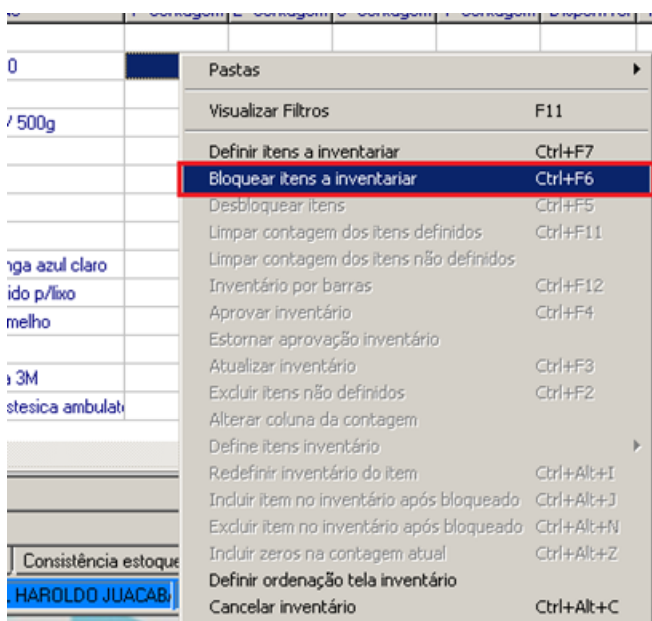 Pastas
0
Visualizar Filtros F11
/ 500g
Definir itens a inventariar Ctrl+F7
Bloquear itens a inventariar Ctrl+F6
Desbloquear itens Ctrl+F5
Limpar contagem dos itens definidos Ctrl+F11
Limpar contagem dos itens não definidos
nga azul claro
Inventário por barras Ctrl+F12
ido p/lixo
Aprovar inventário Ctrl+F4
melho
Estornar aprovação inventário
Atualizar inventário Ctrl+F3
3M
Excluir itens não definidos Ctrl+F2
stesica ambulat
Alterar coluna da contagem
Define itens inventário
Redefinir inventário do item Ctrl+Alt+I
Incluir item no inventário após bloqueado Ctrl+Alt+J
Excluir item no inventário após bloqueado Ctrl+Alt+N
Incluir zeros na contagem atual Ctrl+Alt+Z
Consistência estoque
Definir ordenação tela inventário
HAROLDO JUACAB
Cancelar inventário Ctrl+Alt+C